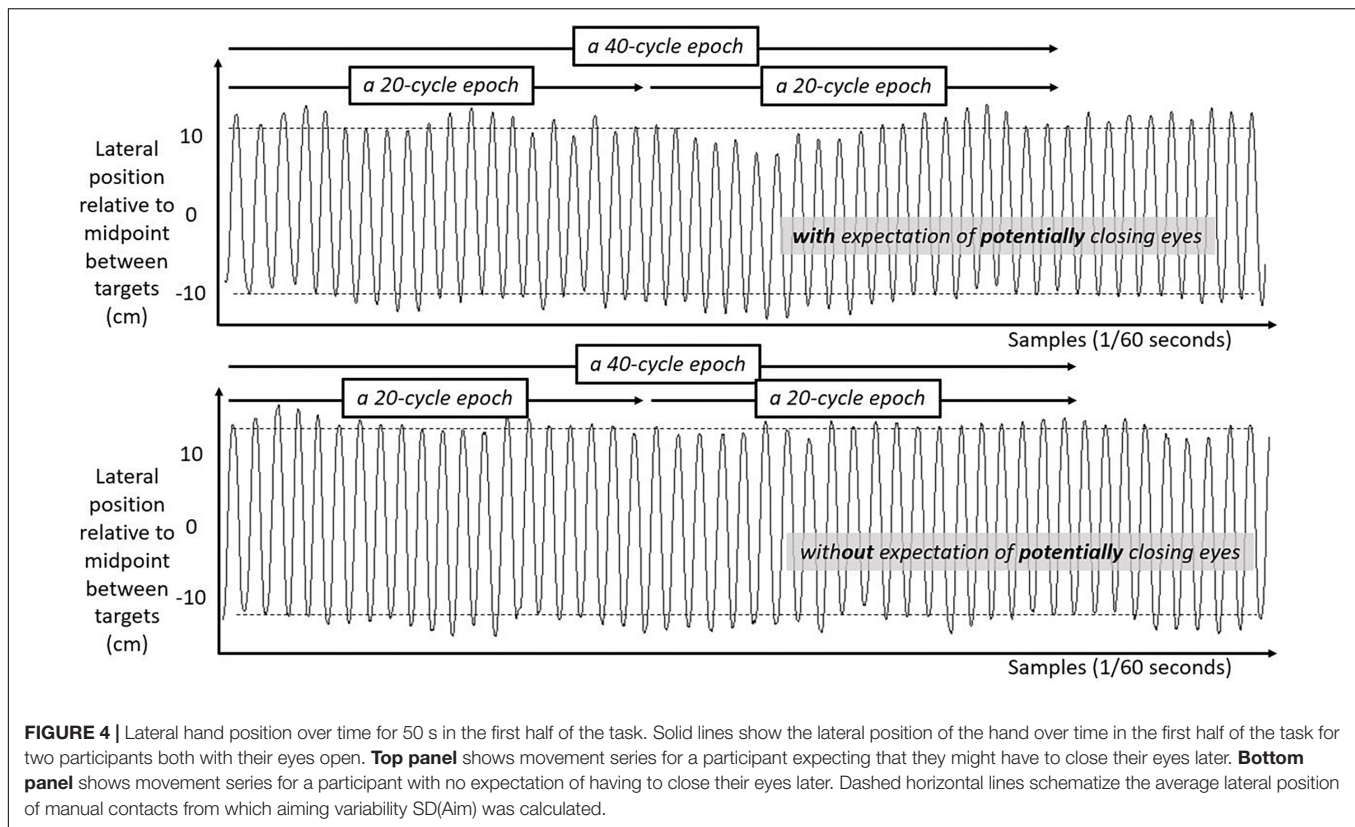 a 40-cycle epoch
a 20-cycle epoch
a 20-cycle epoch
Lateral
position
relative to
midpoint
between
targets
(cm)
10
0
-10
with expectation of potentially closing eyes
Samples (1/60 seconds)
a 40-cycle epoch
a 20-cycle epoch
a 20-cycle epoch
Lateral
position
relative to
midpoint
between
targets
(cm)
10
0
-10
without expectation of potentially closing eyes
Samples (1/60 seconds)
FIGURE 4 | Lateral hand position over time for 50 s in the first half of the task. Solid lines show the lateral position of the hand over time in the first half of the task for
two participants both with their eyes open. Top panel shows movement series for a participant expecting that they might have to close their eyes later. Bottom
panel shows movement series for a participant with no expectation of having to close their eyes later. Dashed horizontal lines schematize the average lateral position
of manual contacts from which aiming variability SD(Aim) was calculated.